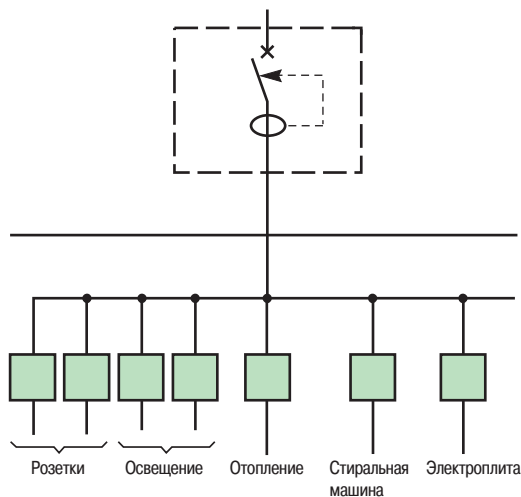 Розетки
Освещение
Отопление
Стиральная
машина
Электроплита